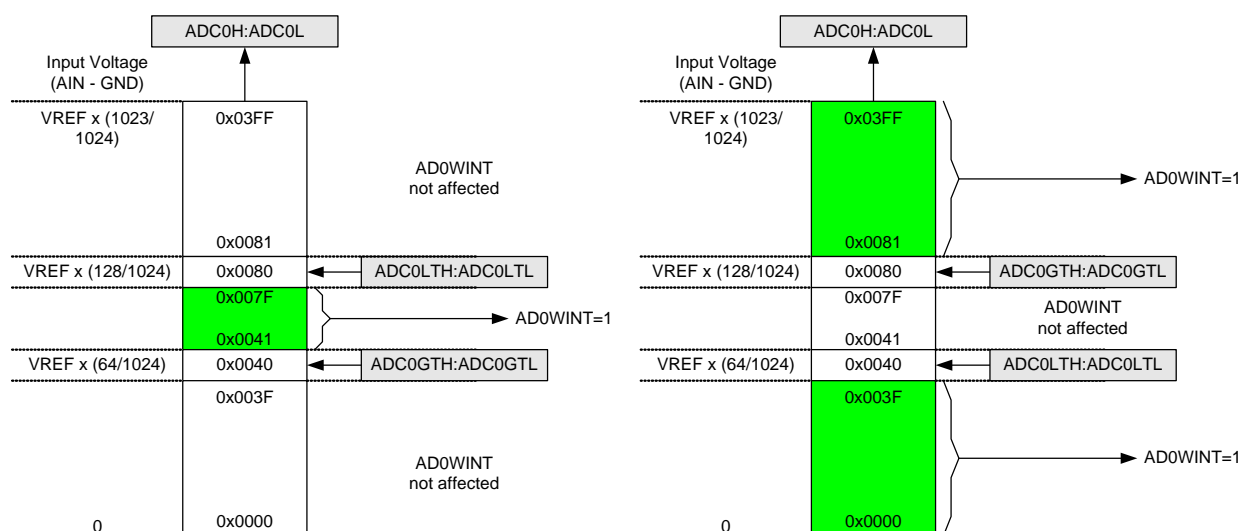 ADC0H:ADC0L
Input Voltage
(AIN - GND)
VREF x (1023/
1024)
0x03FF
AD0WINT
not affected
0x0081
VREF x (128/1024)
0x0080
ADC0LTH:ADC0LTL
0x007F
AD0WINT=1
0x0041
VREF x (64/1024)
0x0040
ADC0GTH:ADC0GTL
0x003F
AD0WINT
not affected
0
0x0000
ADC0H:ADC0L
Input Voltage
(AIN - GND)
VREF x (1023/
1024)
0x03FF
AD0WINT=1
0x0081
VREF x (128/1024)
0x0080
ADC0GTH:ADC0GTL
0x007F
AD0WINT
not affected
0x0041
VREF x (64/1024)
0x0040
ADC0LTH:ADC0LTL
0x003F
AD0WINT=1
0
0x0000